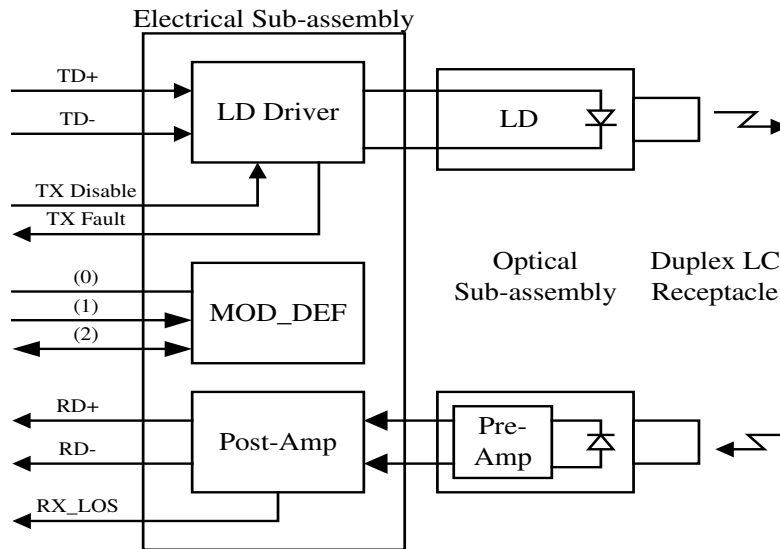 Electrical Sub-assembly
TD+
TD-
LD Driver
LD
TX Disable
TX Fault
(0)
(1)
(2)
MOD_DEF
Optical
Sub-assembly
Duplex LC
Receptacle
RD+
RD-
RX_LOS
Post-Amp
Pre-
Amp